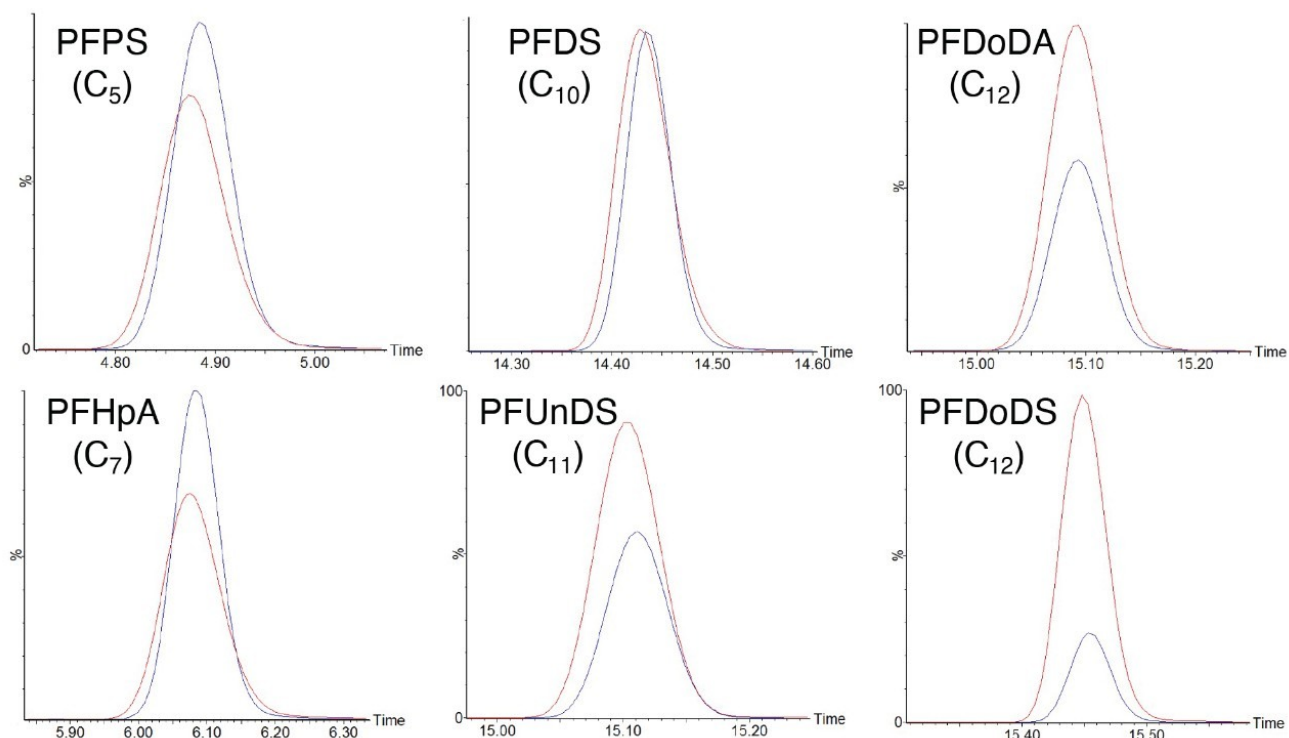 PFPS
(C5)
%
0
4.80 4.90 5.00 Time
PFDS
(C10)
14.30 14.40 14.50 14.60 Time
PFDoDA
(C12)
%
15.00 15.10 15.20 Time
PFHpA
(C7)
%
5.90 6.00 6.10 6.20 6.30 Time
100
PFUnDS
(C11)
%
0
15.00 15.10 15.20 Time
100
PFDoDS
(C12)
%
0
15.40 15.50 Time